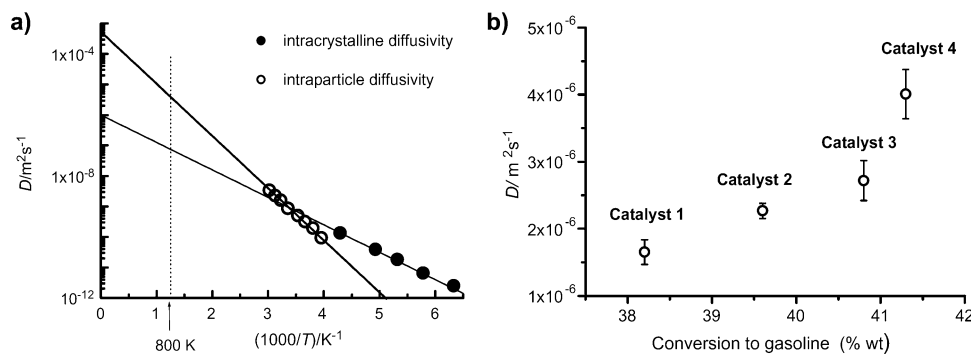 a)
intracrystalline diffusivity
intraparticle diffusivity
1x10⁻⁴
1x10⁻⁸
10⁻¹²
D/m²s⁻¹
0 1 2 3 4 5 6
800 K
(1000/T)/K⁻¹
b)
5x10⁻⁶
4x10⁻⁶
3x10⁻⁶
2x10⁻⁶
1x10⁻⁶
D/ m²s⁻¹
Catalyst 4
Catalyst 3
Catalyst 2
Catalyst 1
38 39 40 41 42
Conversion to gasoline (% wt)